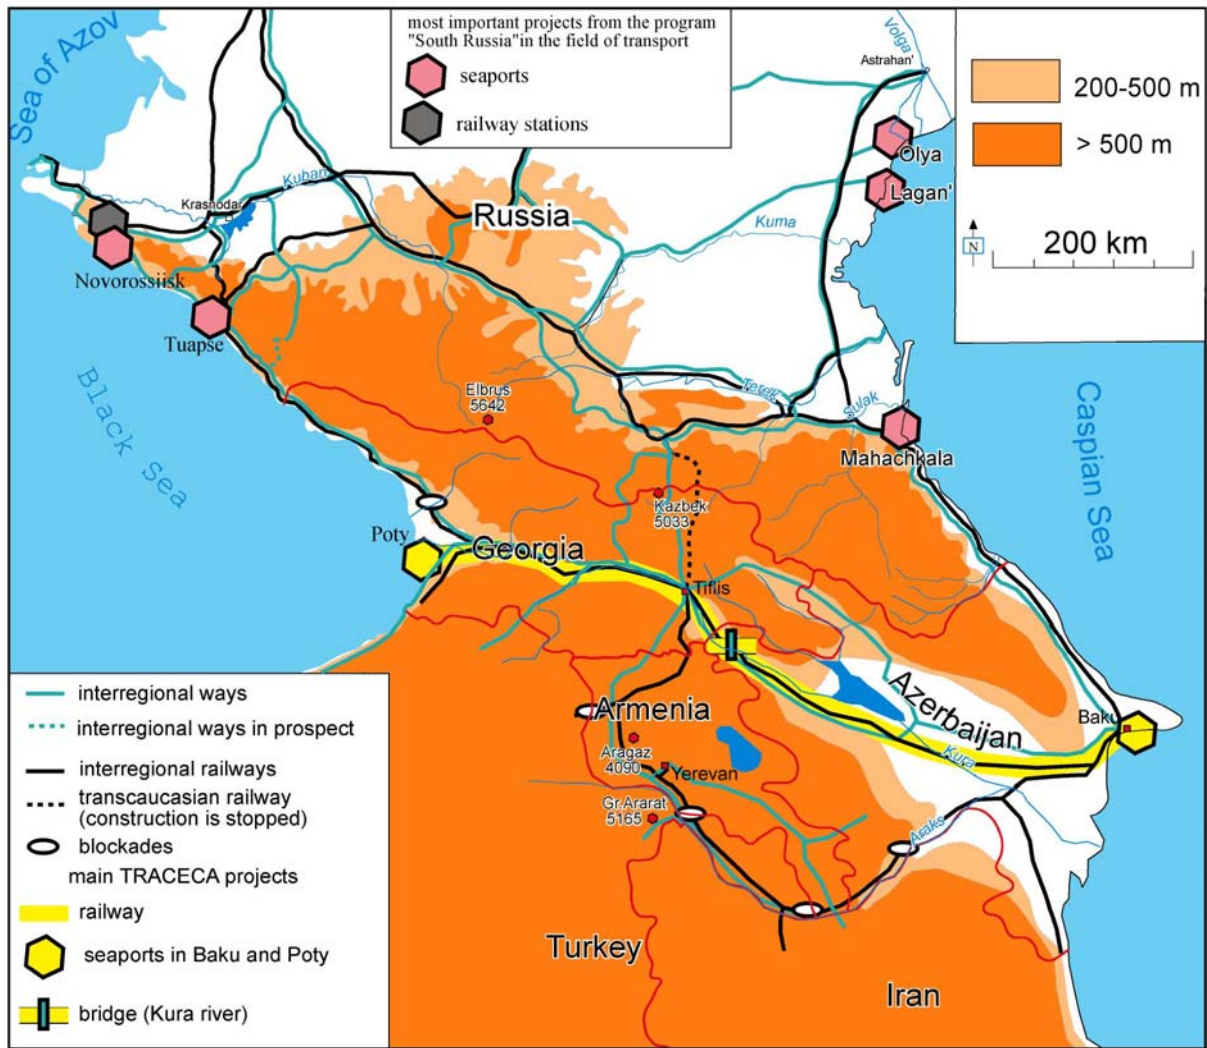 most important projects from the program
"South Russia"in the field of transport
seaports
railway stations
200-500 m
> 500 m
N
200 km
Sea of Azov
Volga
Astrahan'
Olya
Lagan'
Kuban
Krasnodar
Russia
Kuma
Novorossiisk
Tuapse
Black Sea
Elbrus
5642
Terek
Sulak
Mahachkala
Caspian Sea
Kazbek
5033
Poty
Georgia
Tiflis
Azerbaijan
Armenia
Baku
Kura
Aragaz
4090
Yerevan
Gr.Ararat
5165
Araks
Turkey
Iran
interregional ways
interregional ways in prospect
interregional railways
transcaucasian railway
(construction is stopped)
blockades
main TRACECA projects
railway
seaports in Baku and Poty
bridge (Kura river)